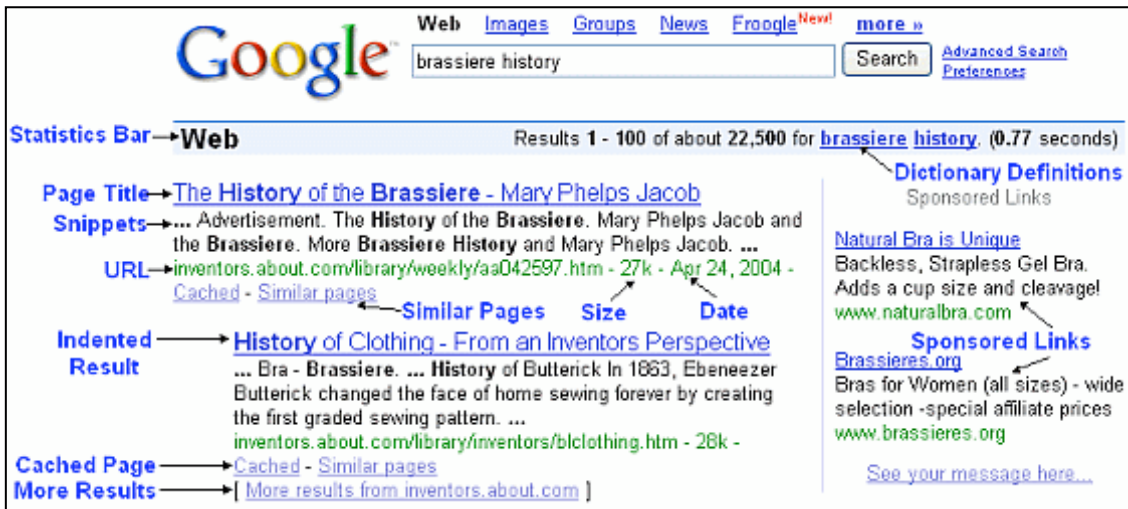 Google™
Web Images Groups News Froogle New! more »
brassiere history Search Advanced Search
Preferences
Statistics Bar Web Results 1 - 100 of about 22,500 for brassiere history. (0.77 seconds)
Dictionary Definitions
Page Title The History of the Brassiere - Mary Phelps Jacob
Snippets ... Advertisement. The History of the Brassiere. Mary Phelps Jacob and
the Brassiere. More Brassiere History and Mary Phelps Jacob. ...
URL inventors.about.com/library/weekly/aa042597.htm - 27k - Apr 24, 2004 -
Cached - Similar pages
Similar Pages Size Date
Indented
Result
History of Clothing - From an Inventors Perspective
... Bra - Brassiere. ... History of Butterick In 1863, Ebeneezer
Butterick changed the face of home sewing forever by creating
the first graded sewing pattern. ...
inventors.about.com/library/inventors/blclothing.htm - 28k -
Cached Page Cached - Similar pages
More Results [ More results from inventors.about.com ]
Sponsored Links
Natural Bra is Unique
Backless, Strapless Gel Bra.
Adds a cup size and cleavage!
www.naturalbra.com
Sponsored Links
Brassieres.org
Bras for Women (all sizes) - wide
selection -special affiliate prices
www.brassieres.org
See your message here...